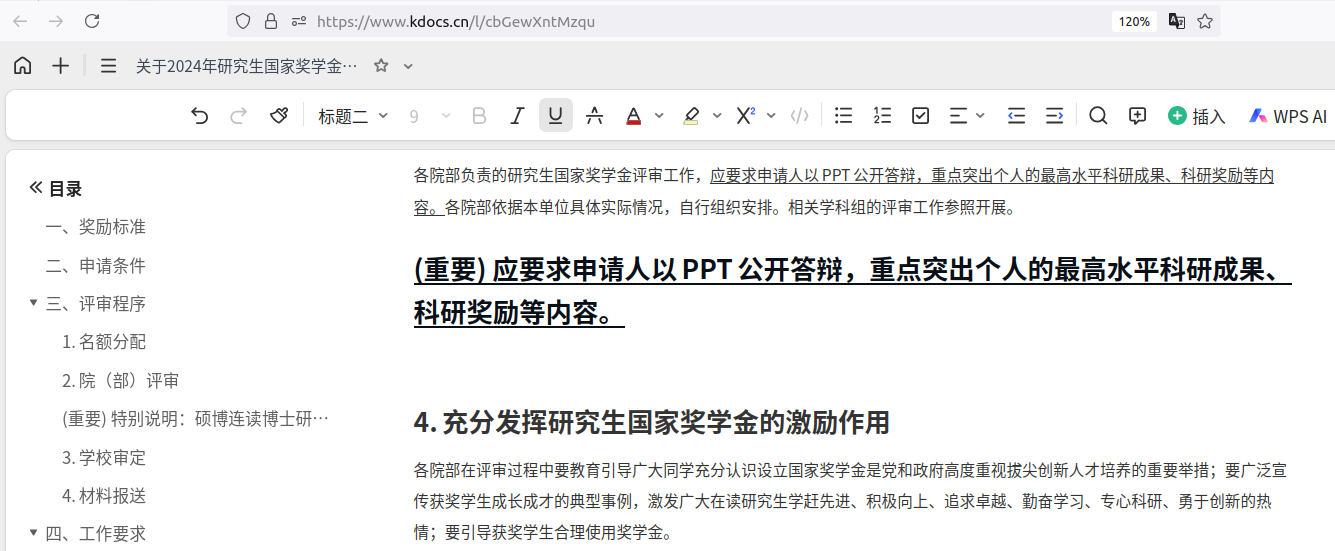 https://www.kdocs.cn/l/cbGewXntMzqu
120%
关于2024年研究生国家奖学金…
标题二
9
B
I
U
A
A
X²
插入
WPS AI
目录
一、奖励标准
二、申请条件
三、评审程序
1. 名额分配
2. 院（部）评审
(重要) 特别说明：硕博连读博士研…
3. 学校审定
4. 材料报送
四、工作要求
各院部负责的研究生国家奖学金评审工作，应要求申请人以 PPT 公开答辩，重点突出个人的最高水平科研成果、科研奖励等内
容。各院部依据本单位具体实际情况，自行组织安排。相关学科组的评审工作参照开展。
(重要) 应要求申请人以 PPT 公开答辩，重点突出个人的最高水平科研成果、
科研奖励等内容。
4. 充分发挥研究生国家奖学金的激励作用
各院部在评审过程中要教育引导广大同学充分认识设立国家奖学金是党和政府高度重视拔尖创新人才培养的重要举措；要广泛宣
传获奖学生成长成才的典型事例，激发广大在读研究生学赶先进、积极向上、追求卓越、勤奋学习、专心科研、勇于创新的热
情；要引导获奖学生合理使用奖学金。